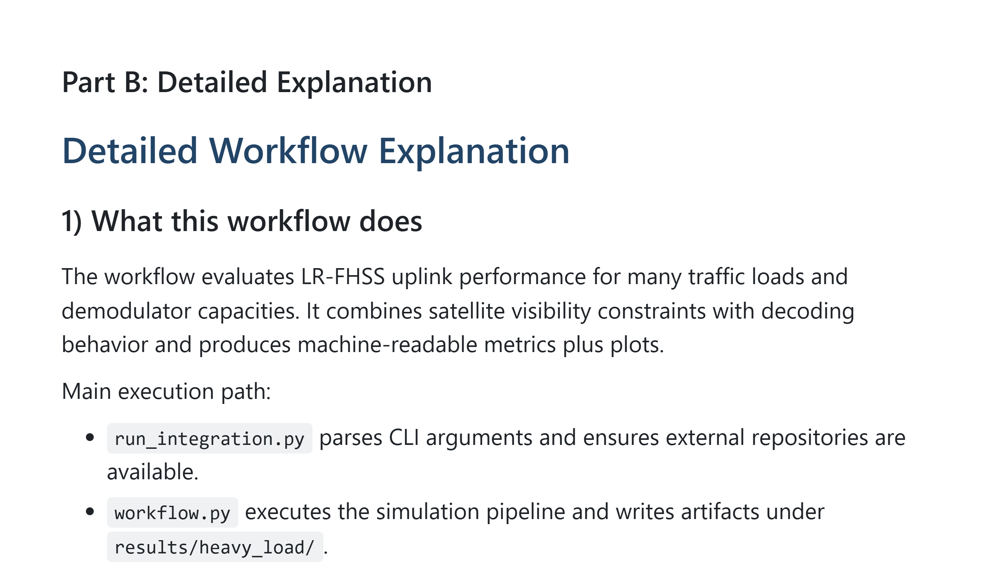 Part B: Detailed Explanation
Detailed Workflow Explanation
1) What this workflow does
The workflow evaluates LR-FHSS uplink performance for many traffic loads and
demodulator capacities. It combines satellite visibility constraints with decoding
behavior and produces machine-readable metrics plus plots.
Main execution path:
• run_integration.py parses CLI arguments and ensures external repositories are
available.
• workflow.py executes the simulation pipeline and writes artifacts under
results/heavy_load/ .